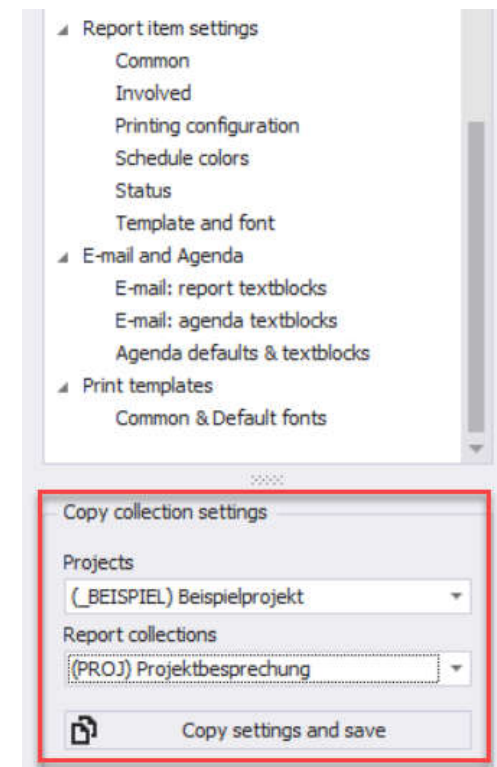 Report item settings
Common
Involved
Printing configuration
Schedule colors
Status
Template and font
E-mail and Agenda
E-mail: report textblocks
E-mail: agenda textblocks
Agenda defaults & textblocks
Print templates
Common & Default fonts
Copy collection settings
Projects
(_BEISPIEL) Beispielprojekt
Report collections
(PROJ) Projektbesprechung
Copy settings and save